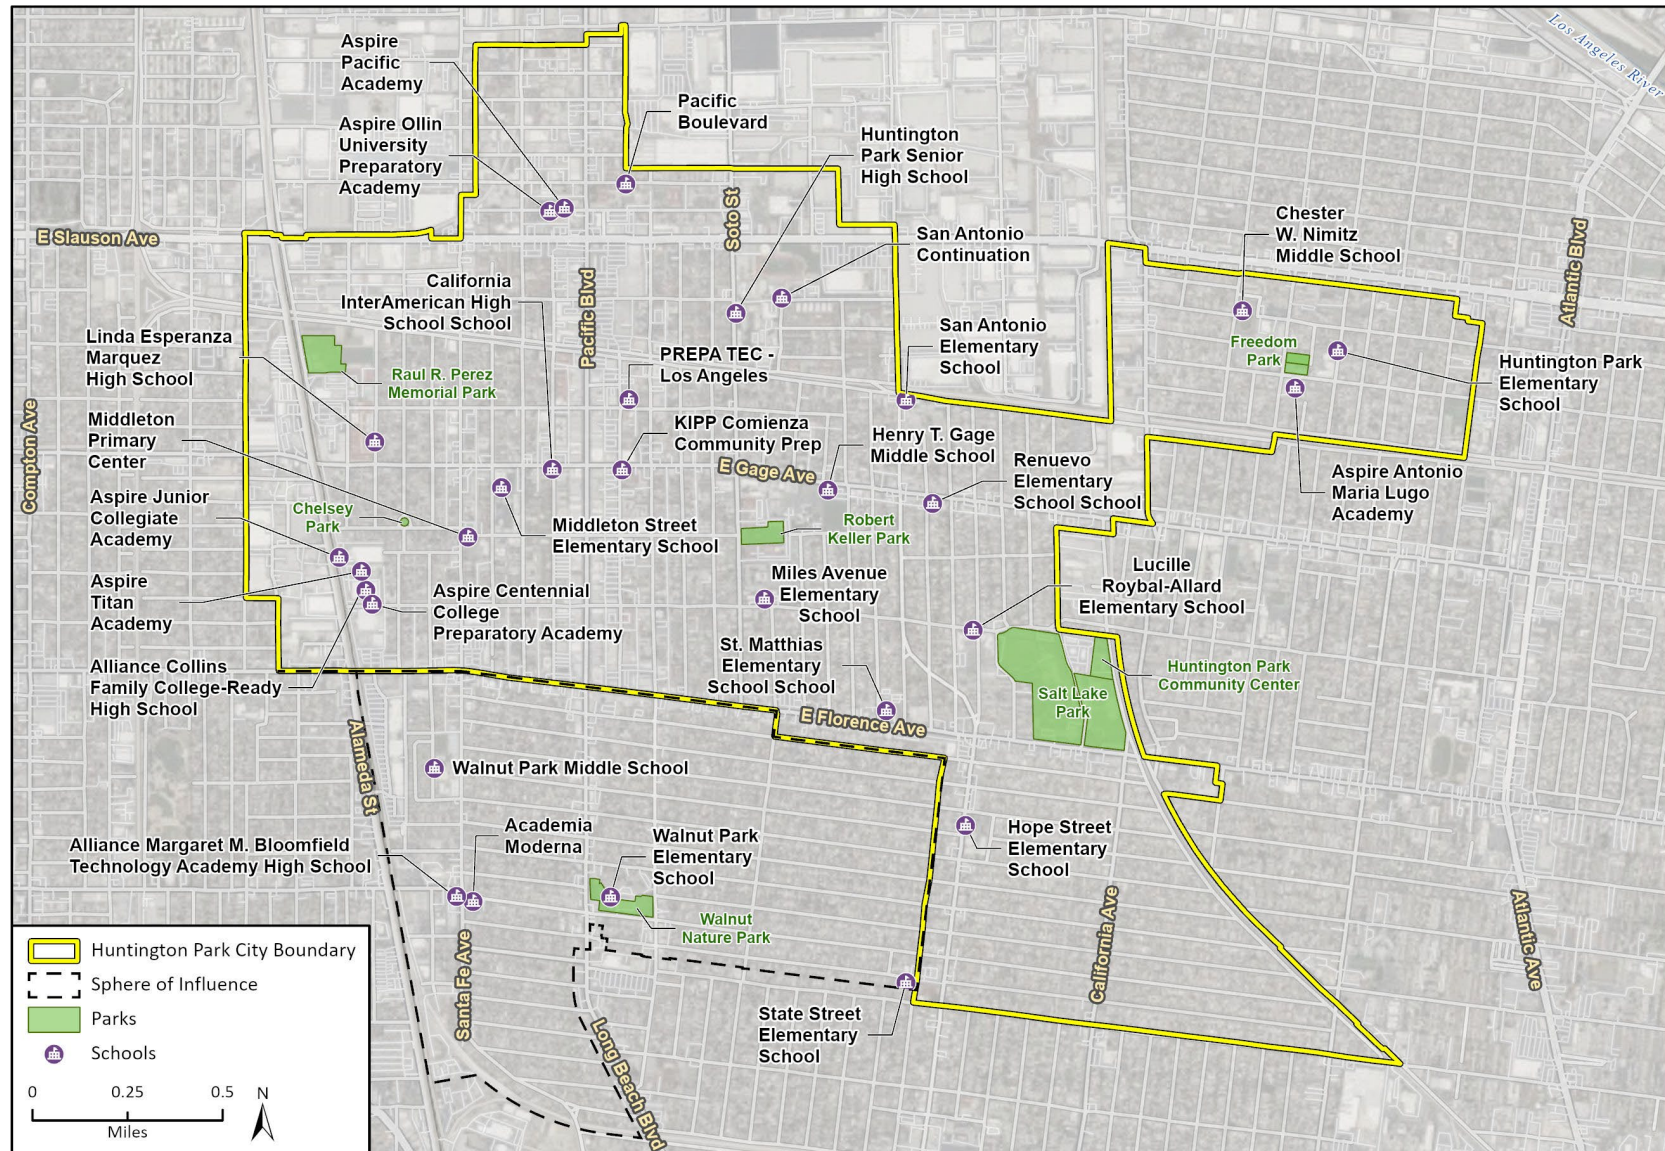 Los Angeles River
Aspire
Pacific
Academy
Pacific
Boulevard
Aspire Ollin
University
Preparatory
Academy
Huntington
Park Senior
High School
Soto St
E Slauson Ave
San Antonio
Continuation
Chester
W. Nimitz
Middle School
Atlantic Blvd
California
InterAmerican High
School School
Pacific Blvd
Linda Esperanza
Marquez
High School
Raul R. Perez
Memorial Park
PREPA TEC -
Los Angeles
San Antonio
Elementary
School
Freedom
Park
Huntington Park
Elementary
School
Compton Ave
Middleton
Primary
Center
KIPP Comienza
Community Prep
Henry T. Gage
Middle School
E Gage Ave
Renuevo
Elementary
School School
Aspire Antonio
Maria Lugo
Academy
Aspire Junior
Collegiate
Academy
Chelsey
Park
Middleton Street
Elementary School
Robert
Keller Park
Aspire
Titan
Academy
Aspire Centennial
College
Preparatory Academy
Miles Avenue
Elementary
School
Lucille
Roybal-Allard
Elementary School
Alliance Collins
Family College-Ready
High School
St. Matthias
Elementary
School School
Huntington Park
Community Center
Salt Lake
Park
E Florence Ave
Alameda St
Walnut Park Middle School
Alliance Margaret M. Bloomfield
Technology Academy High School
Academia
Moderna
Walnut Park
Elementary
School
Hope Street
Elementary
School
Walnut
Nature Park
California Ave
Atlantic Ave
Santa Fe Ave
State Street
Elementary
School
Long Beach Blvd
Huntington Park City Boundary
Sphere of Influence
Parks
Schools
0 0.25 0.5
Miles
N